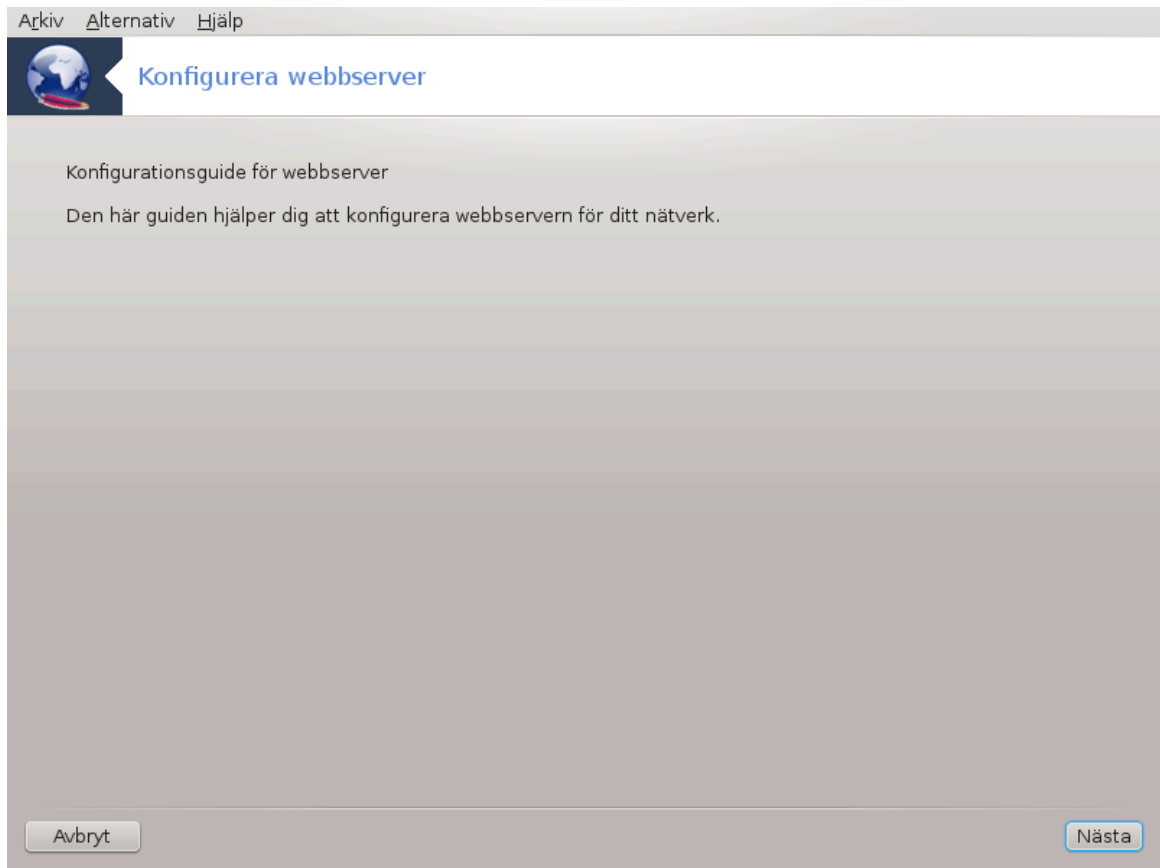 Arkiv Alternativ Hjälp
Konfigurera webbserver
Konfigurationsguide för webbserver
Den här guiden hjälper dig att konfigurera webbservern för ditt nätverk.
Avbryt Nästa